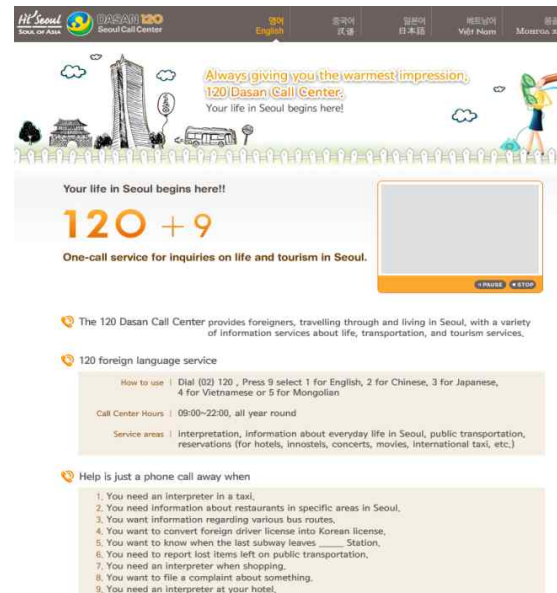 Hi Seoul
SOUL OF ASIA
DASAN 120
Seoul Call Center
영어
English
중국어
汉语
일본어
日本語
베트남어
Việt Nam
Always giving you the warmest impression,
120 Dasan Call Center.
Your life in Seoul begins here!
Your life in Seoul begins here!!
120 + 9
One-call service for inquiries on life and tourism in Seoul.
PAUSE STOP
The 120 Dasan Call Center provides foreigners, travelling through and living in Seoul, with a variety
of information services about life, transportation, and tourism services.
120 foreign language service
How to use | Dial (02) 120 , Press 9 select 1 for English, 2 for Chinese, 3 for Japanese,
4 for Vietnamese or 5 for Mongolian
Call Center Hours | 09:00~22:00, all year round
Service areas | interpretation, information about everyday life in Seoul, public transportation,
reservations (for hotels, innostels, concerts, movies, international taxi, etc.)
Help is just a phone call away when
1. You need an interpreter in a taxi.
2. You need information about restaurants in specific areas in Seoul.
3. You want information regarding various bus routes.
4. You want to convert foreign driver license into Korean license.
5. You want to know when the last subway leaves _____ Station.
6. You need to report lost items left on public transportation.
7. You need an interpreter when shopping.
8. You want to file a complaint about something.
9. You need an interpreter at your hotel.